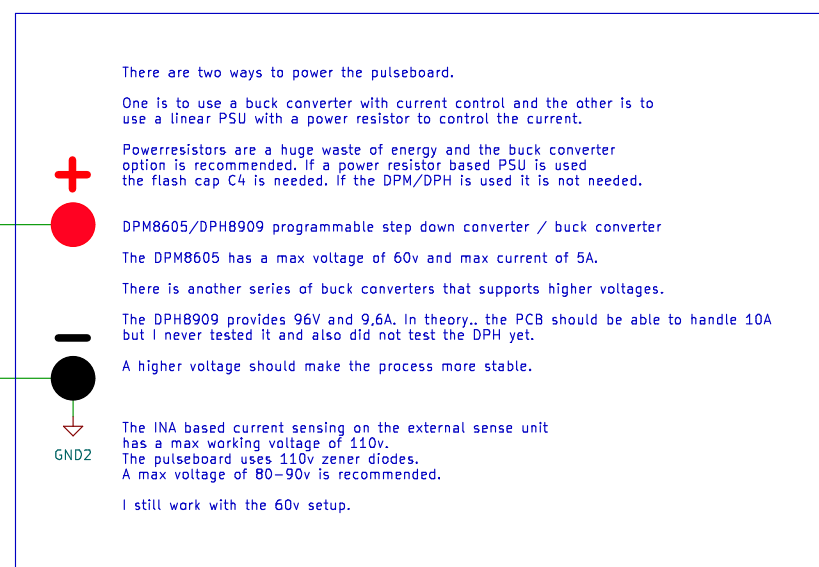 There are two ways to power the pulseboard.
One is to use a buck converter with current control and the other is to
use a linear PSU with a power resistor to control the current.
Powerresistors are a huge waste of energy and the buck converter
option is recommended. If a power resistor based PSU is used
the flash cap C4 is needed. If the DPM/DPH is used it is not needed.
DPM8605/DPH8909 programmable step down converter / buck converter
The DPM8605 has a max voltage of 60v and max current of 5A.
There is another series of buck converters that supports higher voltages.
The DPH8909 provides 96V and 9,6A. In theory.. the PCB should be able to handle 10A
but I never tested it and also did not test the DPH yet.
A higher voltage should make the process more stable.
The INA based current sensing on the external sense unit
has a max working voltage of 110v.
The pulseboard uses 110v zener diodes.
A max voltage of 80-90v is recommended.
GND2
I still work with the 60v setup.